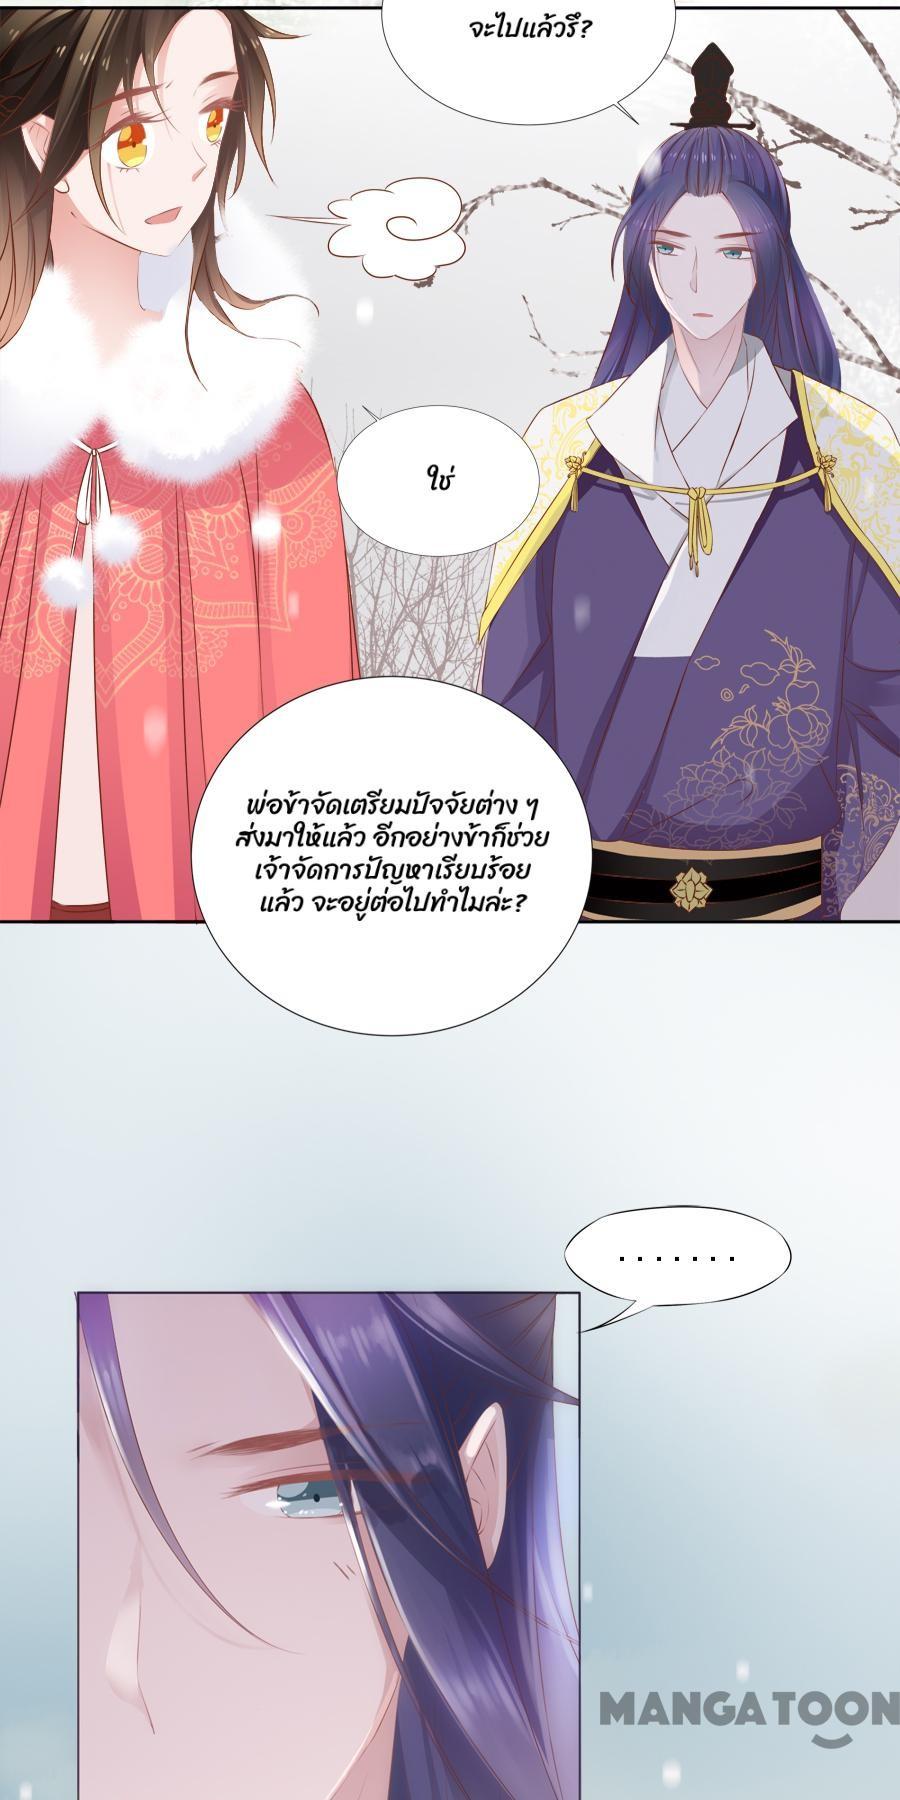 จะไปแล้วรึ?
ใช่
พ่อข้าจัดเตรียมปัจจัยต่าง ๆ
ส่งมาให้แล้ว อีกอย่างข้าก็ช่วย
เจ้าจัดการปัญหาเรียบร้อย
แล้ว จะอยู่ต่อไปทำไมล่ะ?
.......
MANGATOON